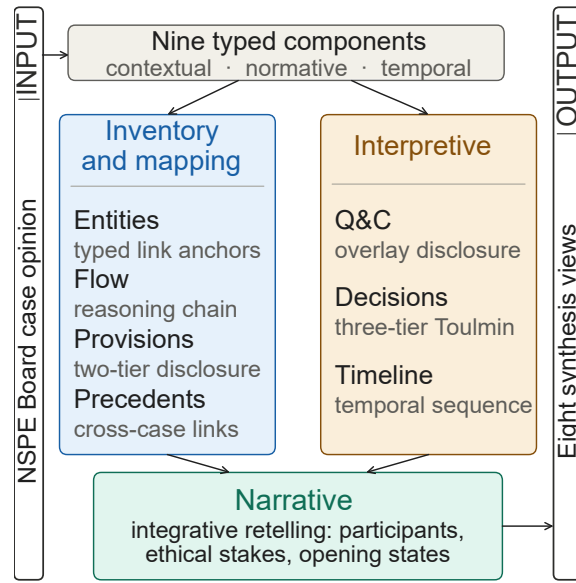 INPUT
NSPE Board case opinion
Nine typed components
contextual · normative · temporal
Inventory
and mapping
Entities
typed link anchors
Flow
reasoning chain
Provisions
two-tier disclosure
Precedents
cross-case links
Interpretive
Q&C
overlay disclosure
Decisions
three-tier Toulmin
Timeline
temporal sequence
Narrative
integrative retelling: participants,
ethical stakes, opening states
OUTPUT
Eight synthesis views